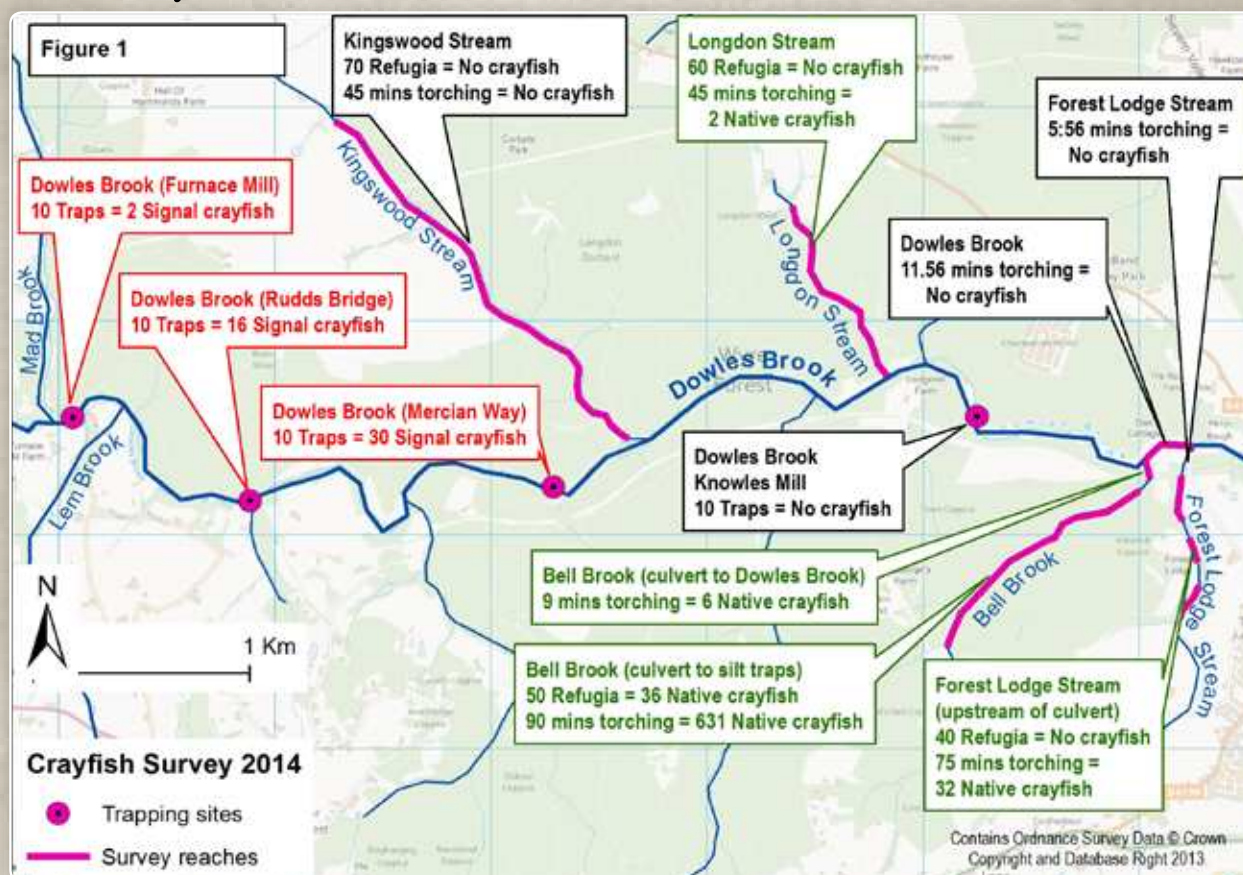 Figure 1
Kingswood Stream
70 Refugia = No crayfish
45 mins torching = No crayfish
Longdon Stream
60 Refugia = No crayfish
45 mins torching =
2 Native crayfish
Forest Lodge Stream
5:56 mins torching =
No crayfish
Dowles Brook (Furnace Mill)
10 Traps = 2 Signal crayfish
Dowles Brook (Rudds Bridge)
10 Traps = 16 Signal crayfish
Dowles Brook (Mercian Way)
10 Traps = 30 Signal crayfish
Dowles Brook
11.56 mins torching =
No crayfish
Mad Brook
Kingswood Stream
Longdon Stream
Dowles Brook
Lem Brook
Dowles Brook
Knowles Mill
10 Traps = No crayfish
Bell Brook (culvert to Dowles Brook)
9 mins torching = 6 Native crayfish
Bell Brook
Forest Lodge Stream
Bell Brook (culvert to silt traps)
50 Refugia = 36 Native crayfish
90 mins torching = 631 Native crayfish
Forest Lodge Stream
(upstream of culvert)
40 Refugia = No crayfish
75 mins torching =
32 Native crayfish
N
1 Km
Crayfish Survey 2014
Trapping sites
Survey reaches
Contains Ordnance Survey Data © Crown
Copyright and Database Right 2013